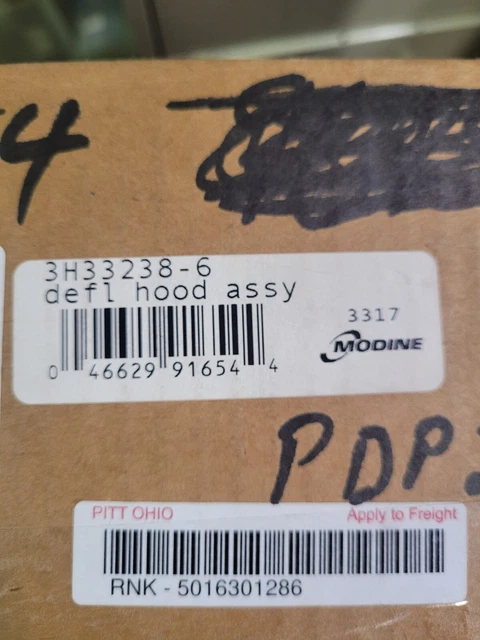 4
3H33238-6
defl hood assy
3317
MODINE
0 46629 91654 4
PDP
PITT OHIO Apply to Freight
RNK - 5016301286